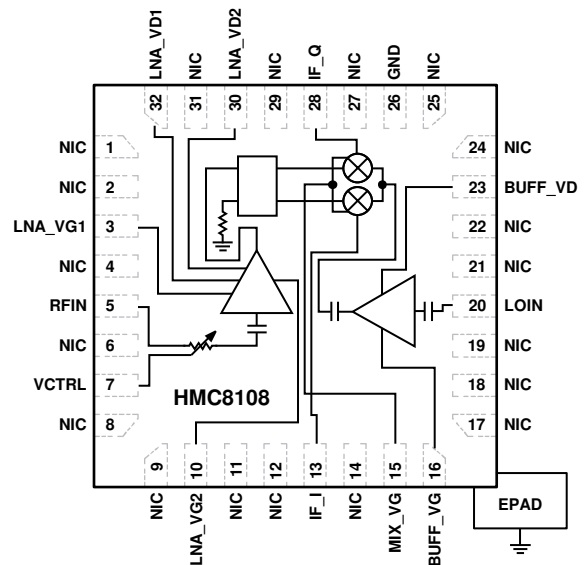 LNA_VD1
NIC
LNA_VD2
NIC
IF_Q
NIC
GND
NIC
32
31
30
29
28
27
26
25
NIC 1
NIC 2
LNA_VG1 3
NIC 4
RFIN 5
NIC 6
VCTRL 7
NIC 8
24 NIC
23 BUFF_VD
22 NIC
21 NIC
20 LOIN
19 NIC
18 NIC
17 NIC
HMC8108
9
10
11
12
13
14
15
16
NIC
LNA_VG2
NIC
NIC
IF_I
NIC
MIX_VG
BUFF_VG
EPAD